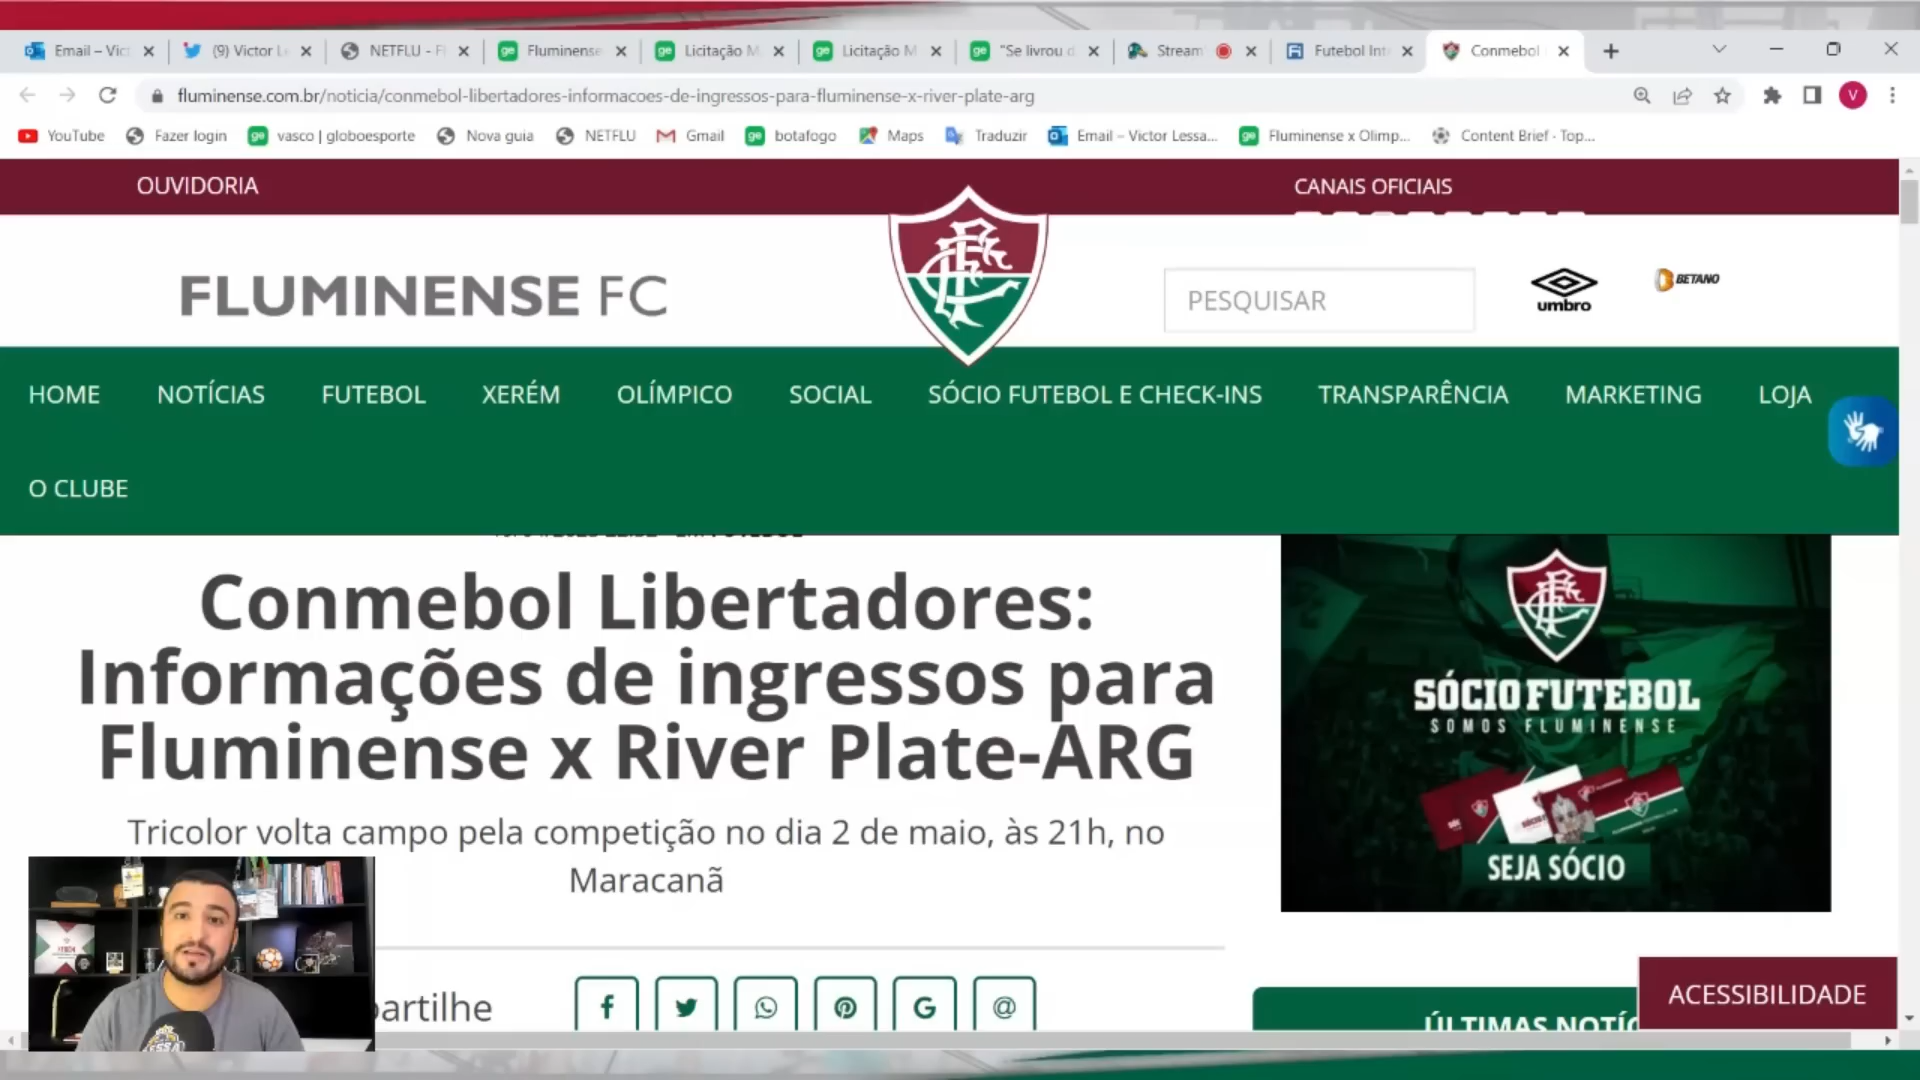 Email – Vic
(9) Victor Le
NETFLU - Fl
Fluminense
Licitação M
Licitação M
"Se livrou d
Stream
Futebol Int
Conmebol
fluminense.com.br/noticia/conmebol-libertadores-informacoes-de-ingressos-para-fluminense-x-river-plate-arg
V
YouTube
Fazer login
vasco | globoesporte
Nova guia
NETFLU
Gmail
botafogo
Maps
Traduzir
Email – Victor Lessa...
Fluminense x Olimp...
Content Brief - Top...
OUVIDORIA
CANAIS OFICIAIS
FLUMINENSE FC
PESQUISAR
umbro
BETANO
HOME
NOTÍCIAS
FUTEBOL
XERÉM
OLÍMPICO
SOCIAL
SÓCIO FUTEBOL E CHECK-INS
TRANSPARÊNCIA
MARKETING
LOJA
O CLUBE
Conmebol Libertadores:
Informações de ingressos para
Fluminense x River Plate-ARG
Tricolor volta campo pela competição no dia 2 de maio, às 21h, no
Maracanã
SÓCIO FUTEBOL
SOMOS FLUMINENSE
SEJA SÓCIO
partilhe
ACESSIBILIDADE
ÚLTIMAS NOTÍC